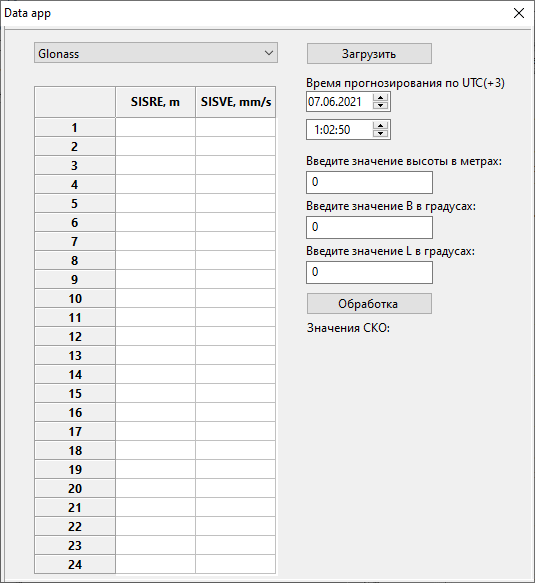 Data app
Glonass
Загрузить
Время прогнозирования по UTC(+3)
07.06.2021
1:02:50
Введите значение высоты в метрах:
0
Введите значение B в градусах:
0
Введите значение L в градусах:
0
Обработка
Значения СКО:
SISRE, m SISVE, mm/s
1
2
3
4
5
6
7
8
9
10
11
12
13
14
15
16
17
18
19
20
21
22
23
24